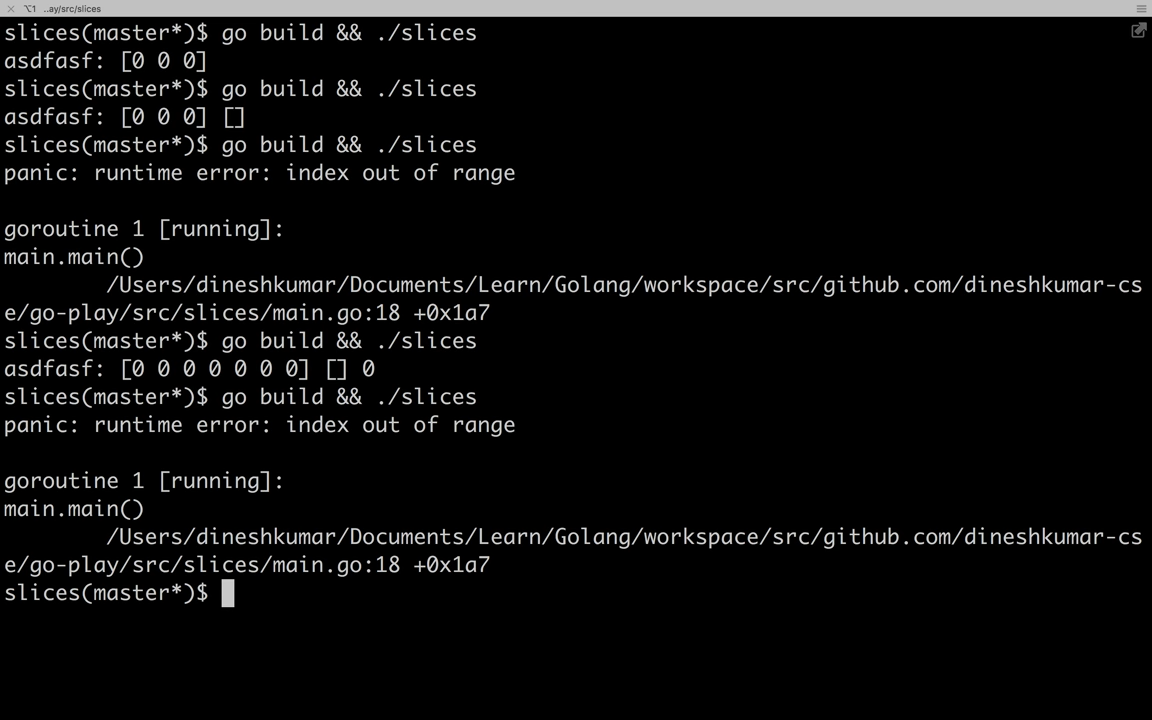 ⌥1 ..ay/src/slices
slices(master*)$ go build && ./slices
asdfasf: [0 0 0]
slices(master*)$ go build && ./slices
asdfasf: [0 0 0] []
slices(master*)$ go build && ./slices
panic: runtime error: index out of range
goroutine 1 [running]:
main.main()
/Users/dineshkumar/Documents/Learn/Golang/workspace/src/github.com/dineshkumar-cs
e/go-play/src/slices/main.go:18 +0x1a7
slices(master*)$ go build && ./slices
asdfasf: [0 0 0 0 0 0 0] [] 0
slices(master*)$ go build && ./slices
panic: runtime error: index out of range
goroutine 1 [running]:
main.main()
/Users/dineshkumar/Documents/Learn/Golang/workspace/src/github.com/dineshkumar-cs
e/go-play/src/slices/main.go:18 +0x1a7
slices(master*)$